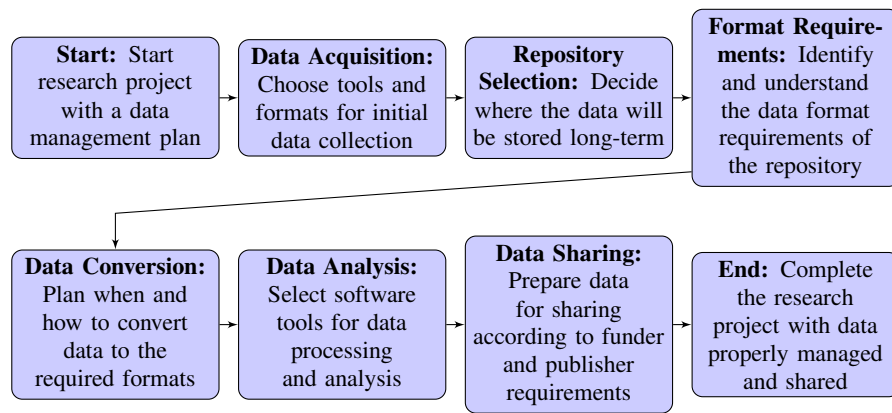 Start: Start
research project
with a data
management plan
Data Acquisition:
Choose tools and
formats for initial
data collection
Repository
Selection: Decide
where the data will
be stored long-term
Format Require-
ments: Identify
and understand
the data format
requirements of
the repository
Data Conversion:
Plan when and
how to convert
data to the
required formats
Data Analysis:
Select software
tools for data
processing
and analysis
Data Sharing:
Prepare data
for sharing
according to funder
and publisher
requirements
End: Complete
the research
project with data
properly managed
and shared